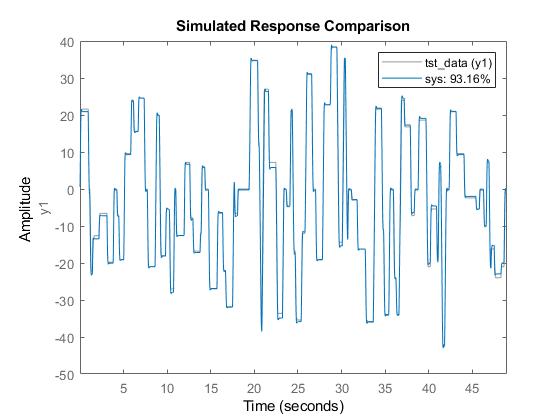 Simulated Response Comparison
40
30
20
10
0
-10
-20
-30
-40
-50
Amplitude
y1
tst_data (y1)
sys: 93.16%
5 10 15 20 25 30 35 40 45
Time (seconds)